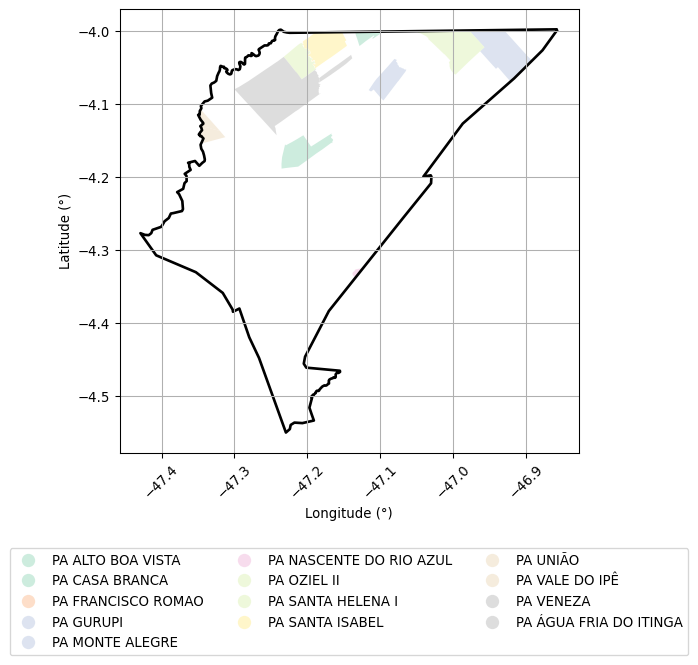 −4.0
−4.1
−4.2
−4.3
−4.4
−4.5
Latitude (°)
−47.4
−47.3
−47.2
−47.1
−47.0
−46.9
Longitude (°)
PA ALTO BOA VISTA
PA CASA BRANCA
PA FRANCISCO ROMAO
PA GURUPI
PA MONTE ALEGRE
PA NASCENTE DO RIO AZUL
PA OZIEL II
PA SANTA HELENA I
PA SANTA ISABEL
PA UNIÃO
PA VALE DO IPÊ
PA VENEZA
PA ÁGUA FRIA DO ITINGA